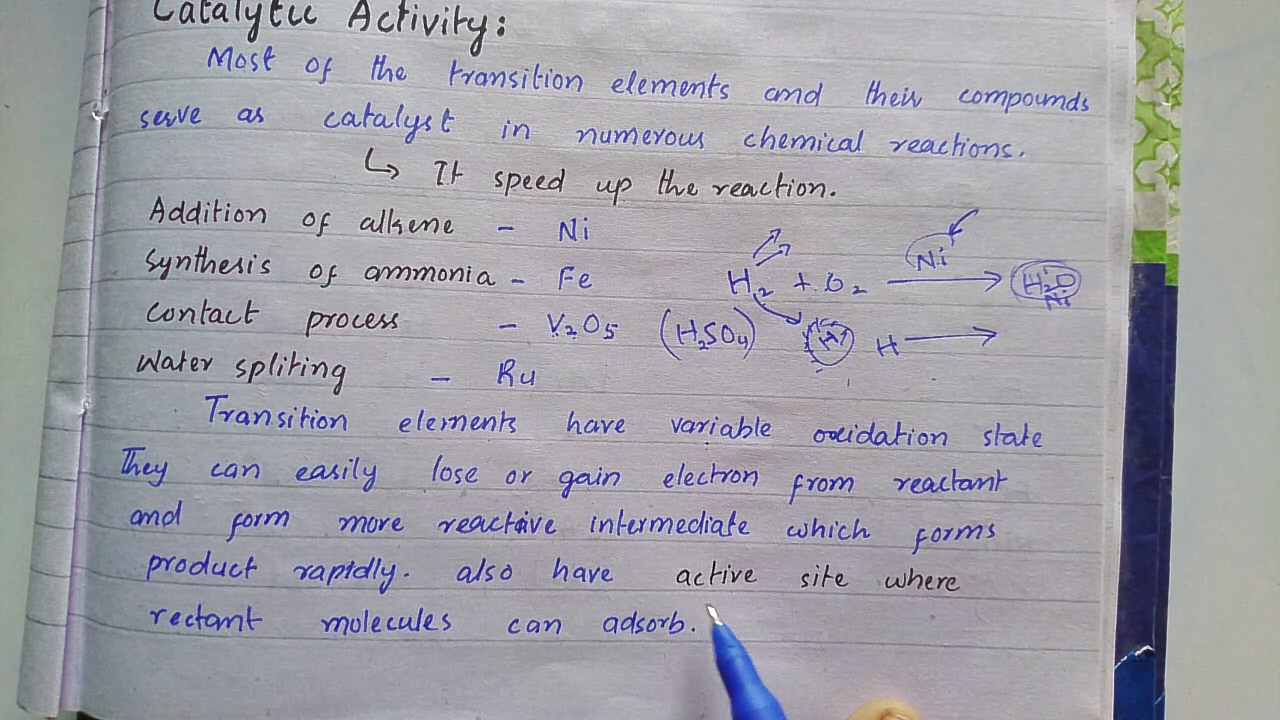 Catalytic Activity:
Most of the transition elements and their compounds
serve as catalyst in numerous chemical reactions.
↳ It speed up the reaction.
Addition of alkene - Ni
Synthesis of ammonia - Fe
H₂ + O₂ Ni → H₂O
Ni
contact process - V₂O₅ (H₂SO₄)
H →
Water spliting - Ru
Transition elements have variable oxidation state
They can easily lose or gain electron from reactant
and form more reactive intermediate which forms
product rapidly. also have active site where
rectant molecules can adsorb.